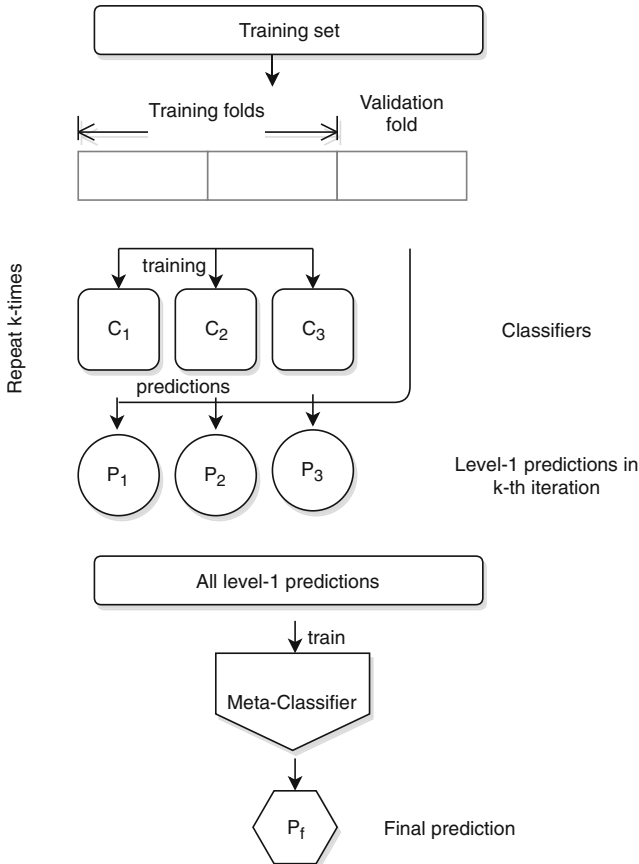 Training set
Training folds
Validation
fold
Repeat k-times
training
C1
C2
C3
Classifiers
predictions
P1
P2
P3
Level-1 predictions in
k-th iteration
All level-1 predictions
train
Meta-Classifier
Pf
Final prediction